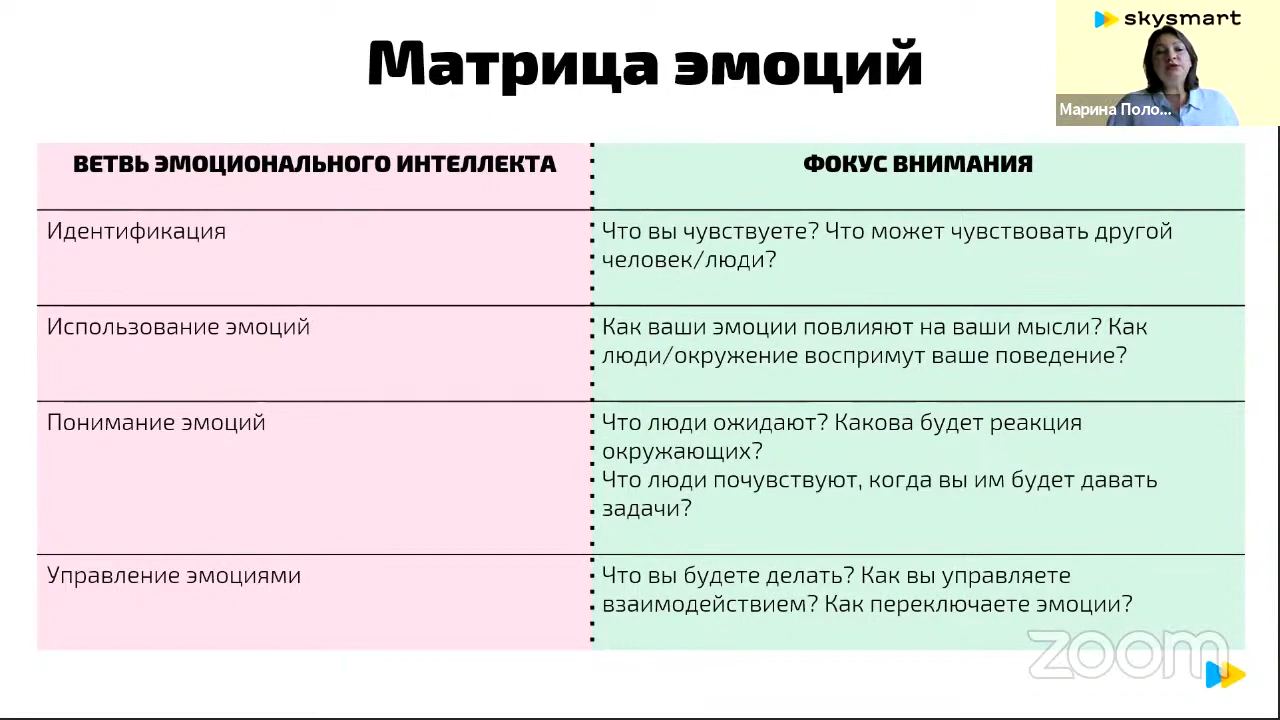 skysmart
Матрица эмоций
Марина Поло...
ВЕТВЬ ЭМОЦИОНАЛЬНОГО ИНТЕЛЛЕКТА
ФОКУС ВНИМАНИЯ
Идентификация
Что вы чувствуете? Что может чувствовать другой
человек/люди?
Использование эмоций
Как ваши эмоции повлияют на ваши мысли? Как
люди/окружение воспримут ваше поведение?
Понимание эмоций
Что люди ожидают? Какова будет реакция
окружающих?
Что люди почувствуют, когда вы им будет давать
задачи?
Управление эмоциями
Что вы будете делать? Как вы управляете
взаимодействием? Как переключаете эмоции?
zoom